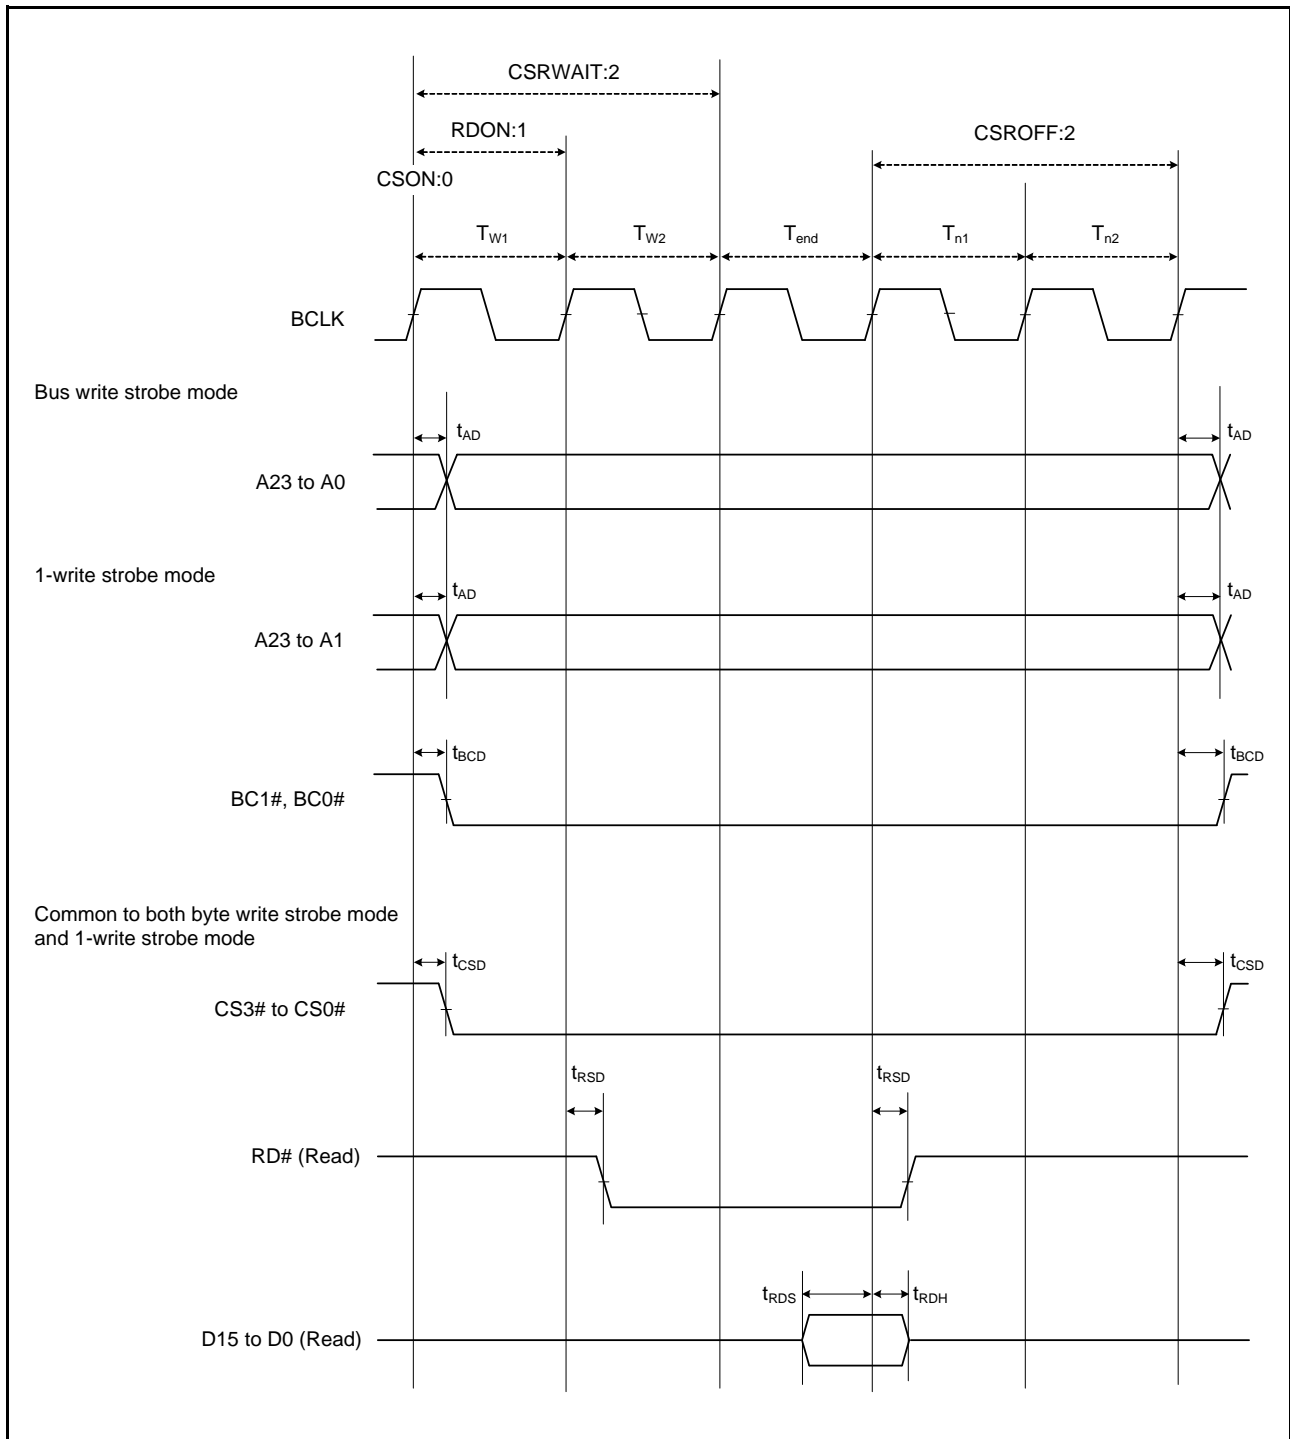 CSRWAIT:2
RDON:1
CSROFF:2
CSON:0
TW1
TW2
Tend
Tn1
Tn2
BCLK
Bus write strobe mode
tAD
tAD
A23 to A0
1-write strobe mode
tAD
tAD
A23 to A1
tBCD
tBCD
BC1#, BC0#
Common to both byte write strobe mode
and 1-write strobe mode
tCSD
tCSD
CS3# to CS0#
tRSD
tRSD
RD# (Read)
tRDS
tRDH
D15 to D0 (Read)